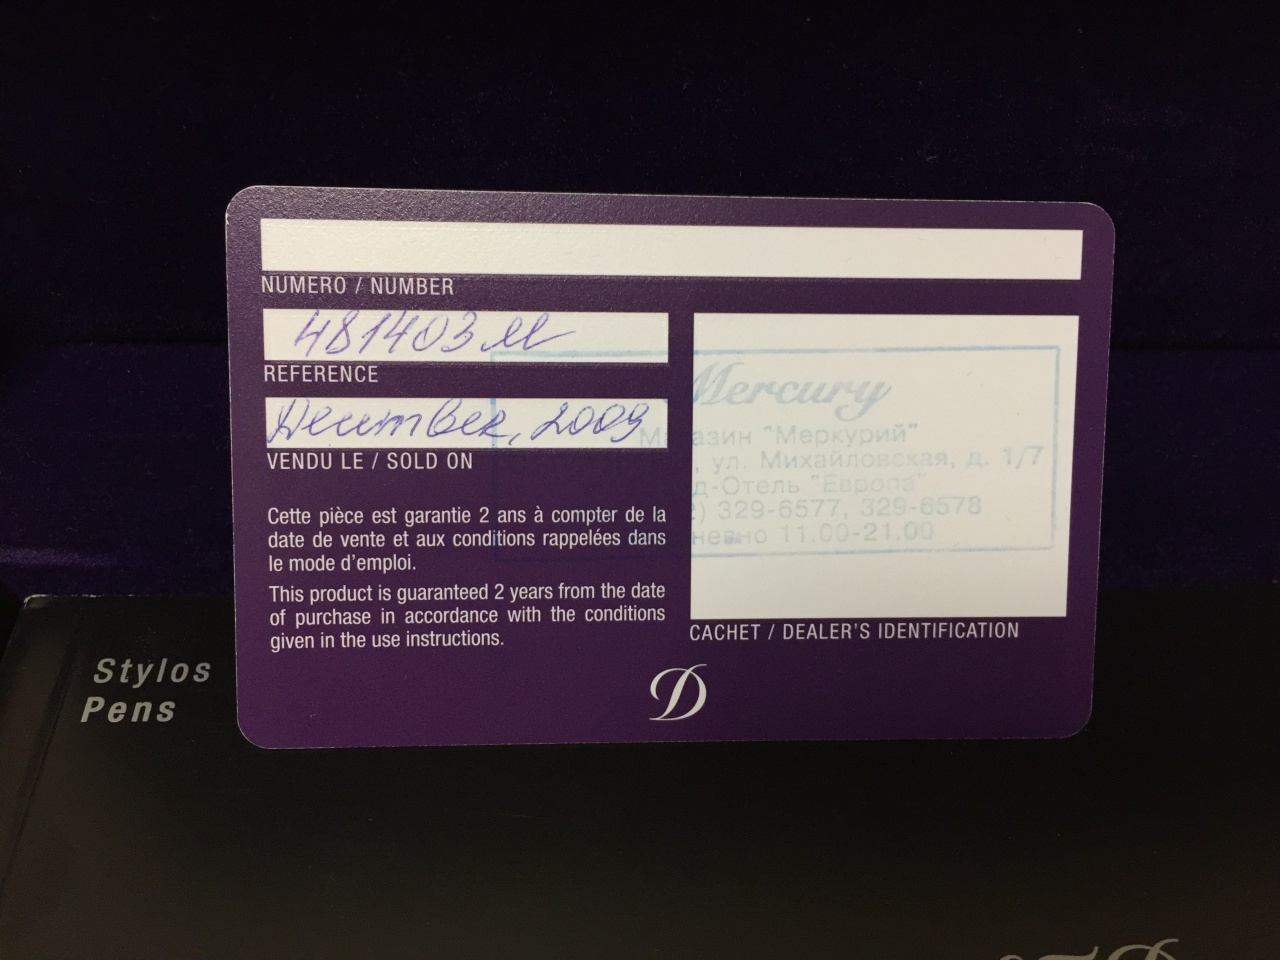 NUMERO / NUMBER
481403M
REFERENCE
December, 2009
VENDU LE / SOLD ON
Cette pièce est garantie 2 ans à compter de la
date de vente et aux conditions rappelées dans
le mode d'emploi.
This product is guaranteed 2 years from the date
of purchase in accordance with the conditions
given in the use instructions.
Mercury
Магазин "Меркурий"
, ул. Михайловская, д. 1/7
д-Отель "Европа"
) 329-6577, 329-6578
невно 11.00-21.00
CACHET / DEALER'S IDENTIFICATION
D
Stylos
Pens